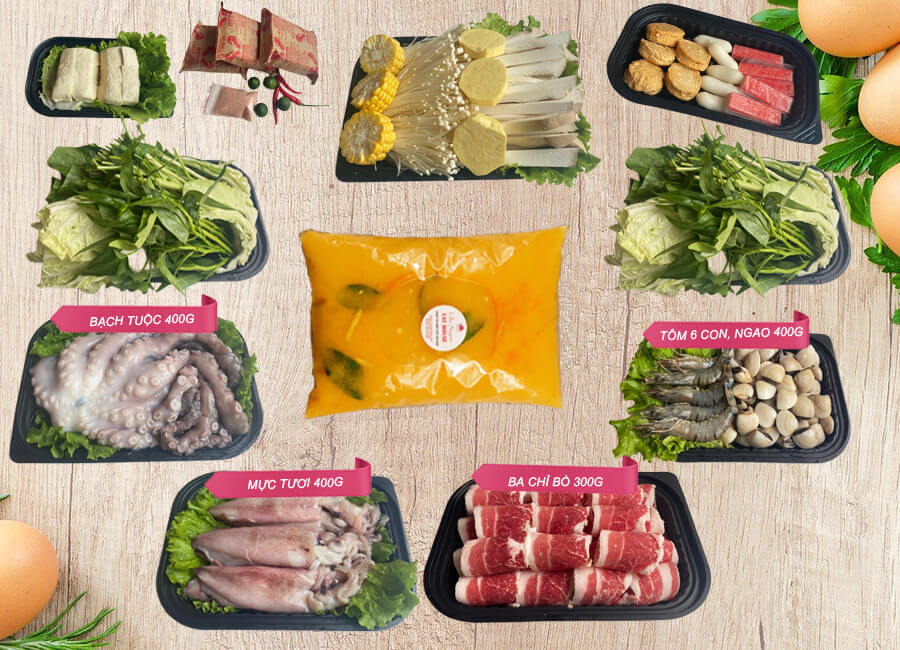 BẠCH TUỘC 400G
TÔM 6 CON, NGAO 400G
MỰC TƯƠI 400G
BA CHỈ BÒ 300G